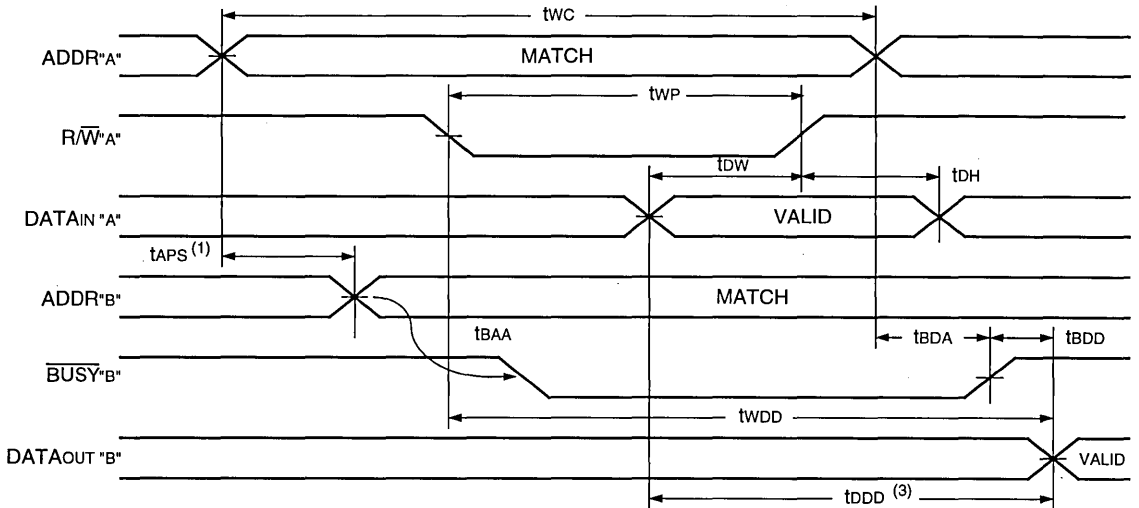 tWC
ADDR"A" MATCH
tWP
R/W̅"A"
tDW tDH
DATAIN "A" VALID
tAPS (1)
ADDR"B" MATCH
tBAA tBDA tBDD
B̅U̅S̅Y̅"B"
tWDD
DATAOUT "B" VALID
tDDD (3)